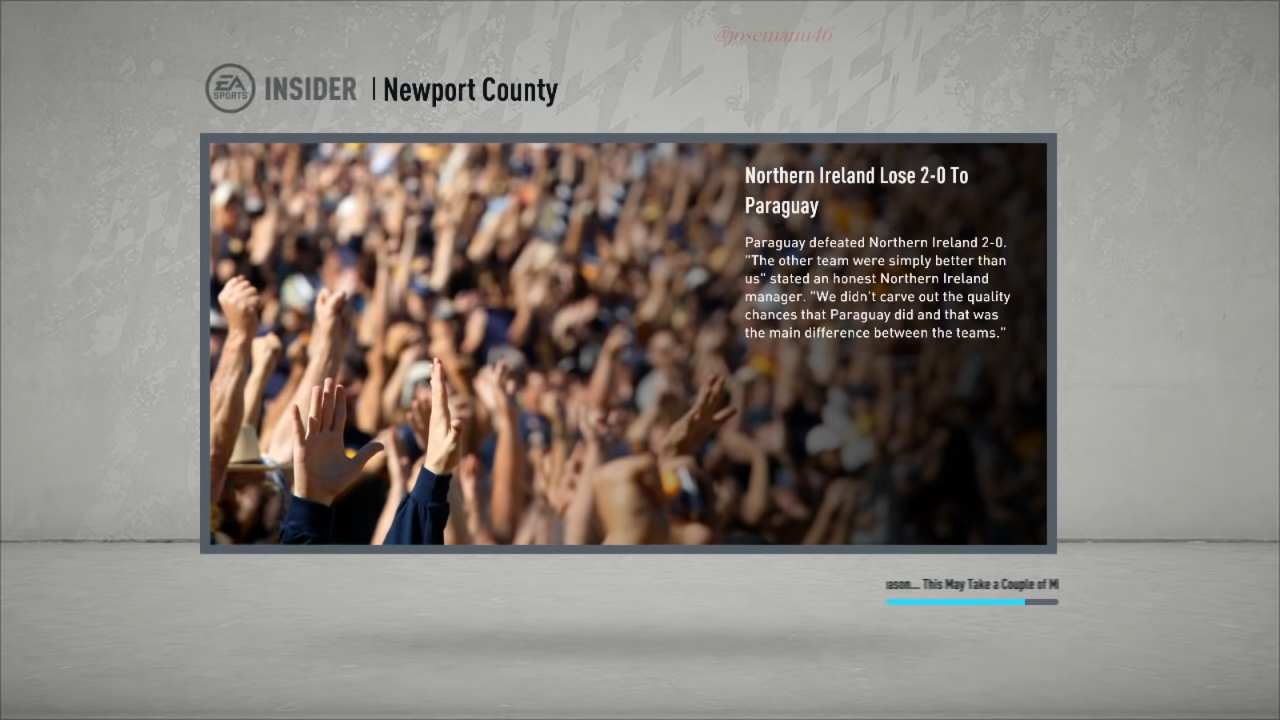 @josemanu46
EA SPORTS INSIDER | Newport County
Northern Ireland Lose 2-0 To
Paraguay
Paraguay defeated Northern Ireland 2-0.
"The other team were simply better than
us" stated an honest Northern Ireland
manager. "We didn't carve out the quality
chances that Paraguay did and that was
the main difference between the teams."
ason... This May Take a Couple of M